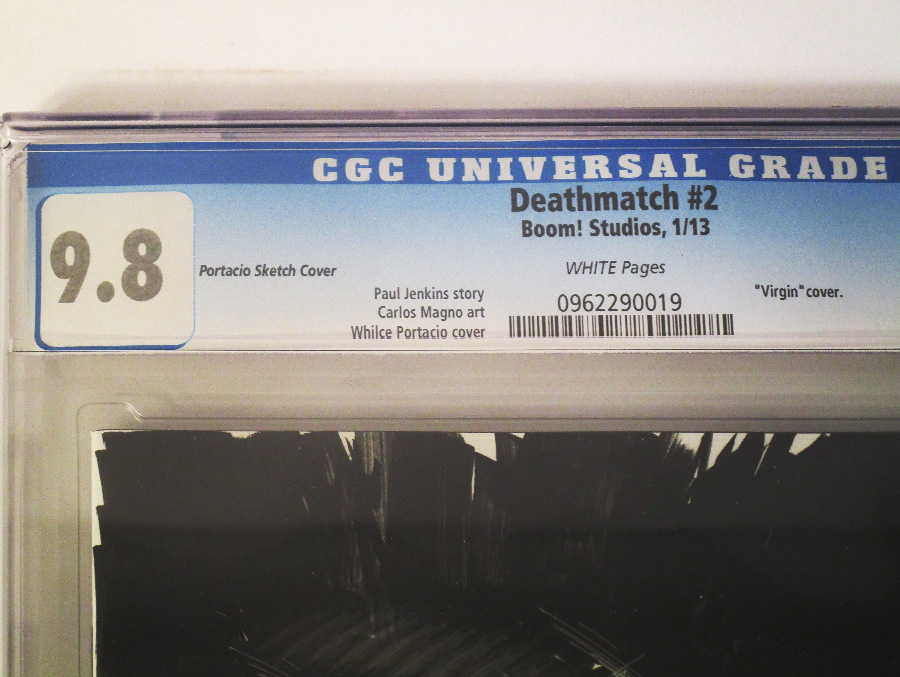 CGC UNIVERSAL GRADE
Deathmatch #2
Boom! Studios, 1/13
9.8
Portacio Sketch Cover
WHITE Pages
Paul Jenkins story
Carlos Magno art
Whilce Portacio cover
0962290019
"Virgin" cover.